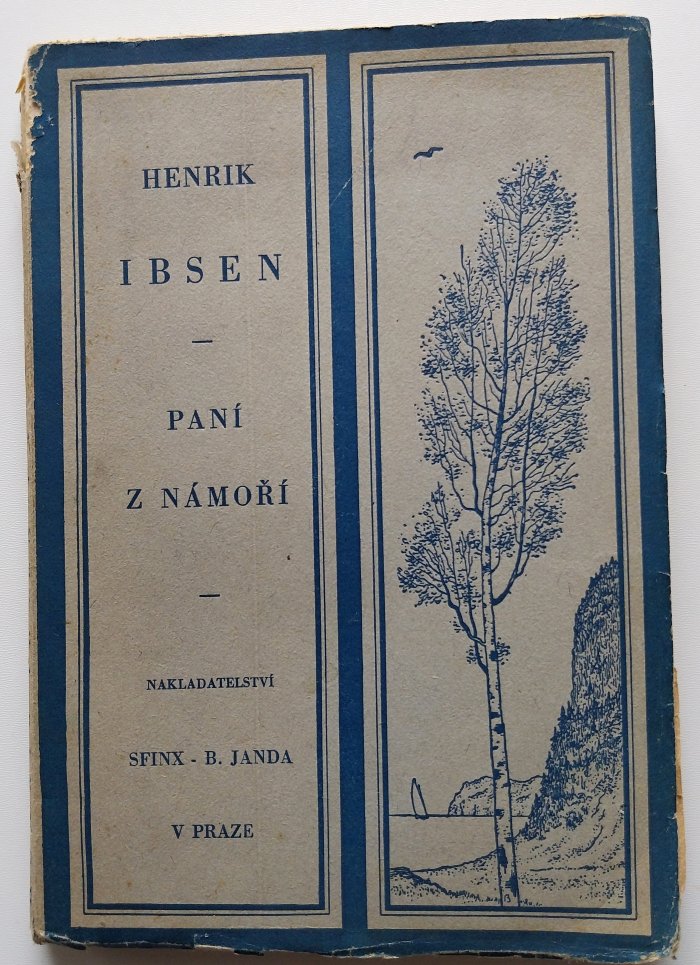 HENRIK
IBSEN
—
PANÍ
Z NÁMOŘÍ
—
NAKLADATELSTVÍ
SFINX - B. JANDA
V PRAZE